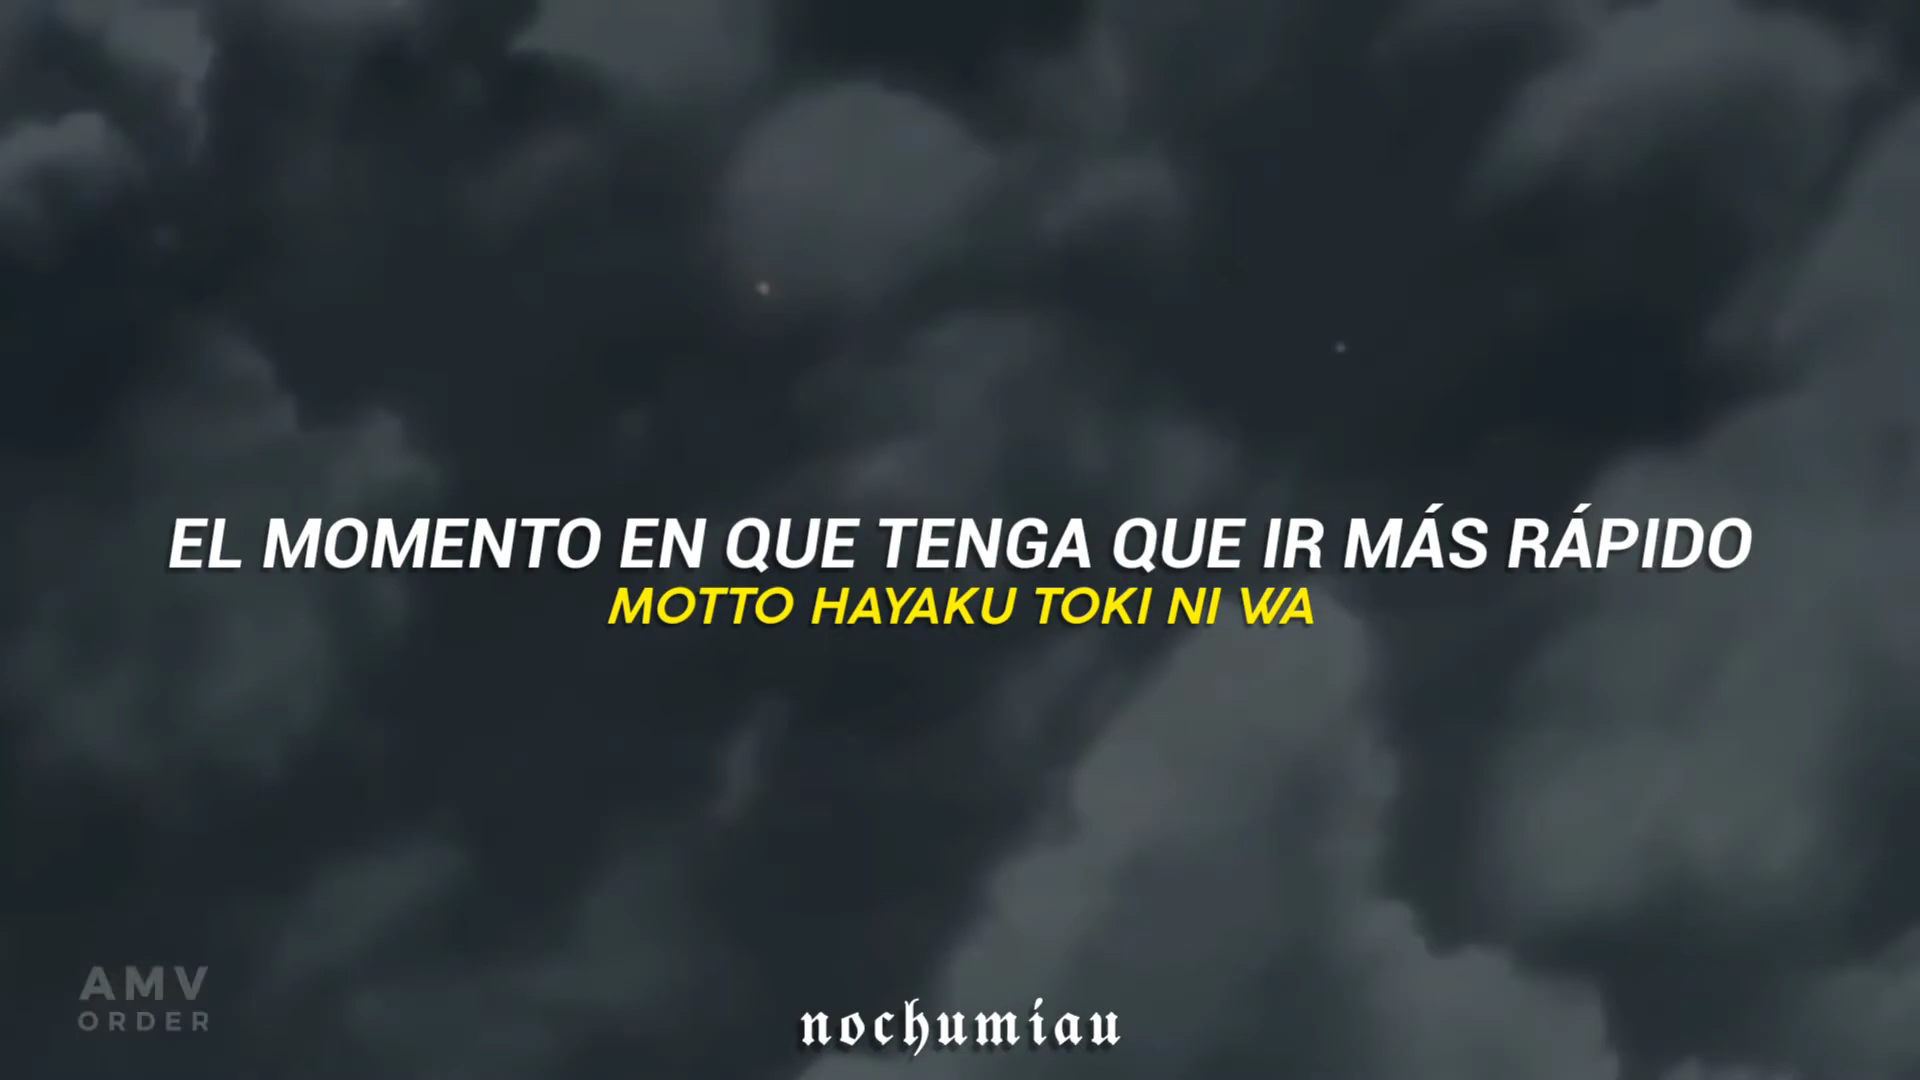 EL MOMENTO EN QUE TENGA QUE IR MÁS RÁPIDO
MOTTO HAYAKU TOKI NI WA
AMV
ORDER
nochumiau